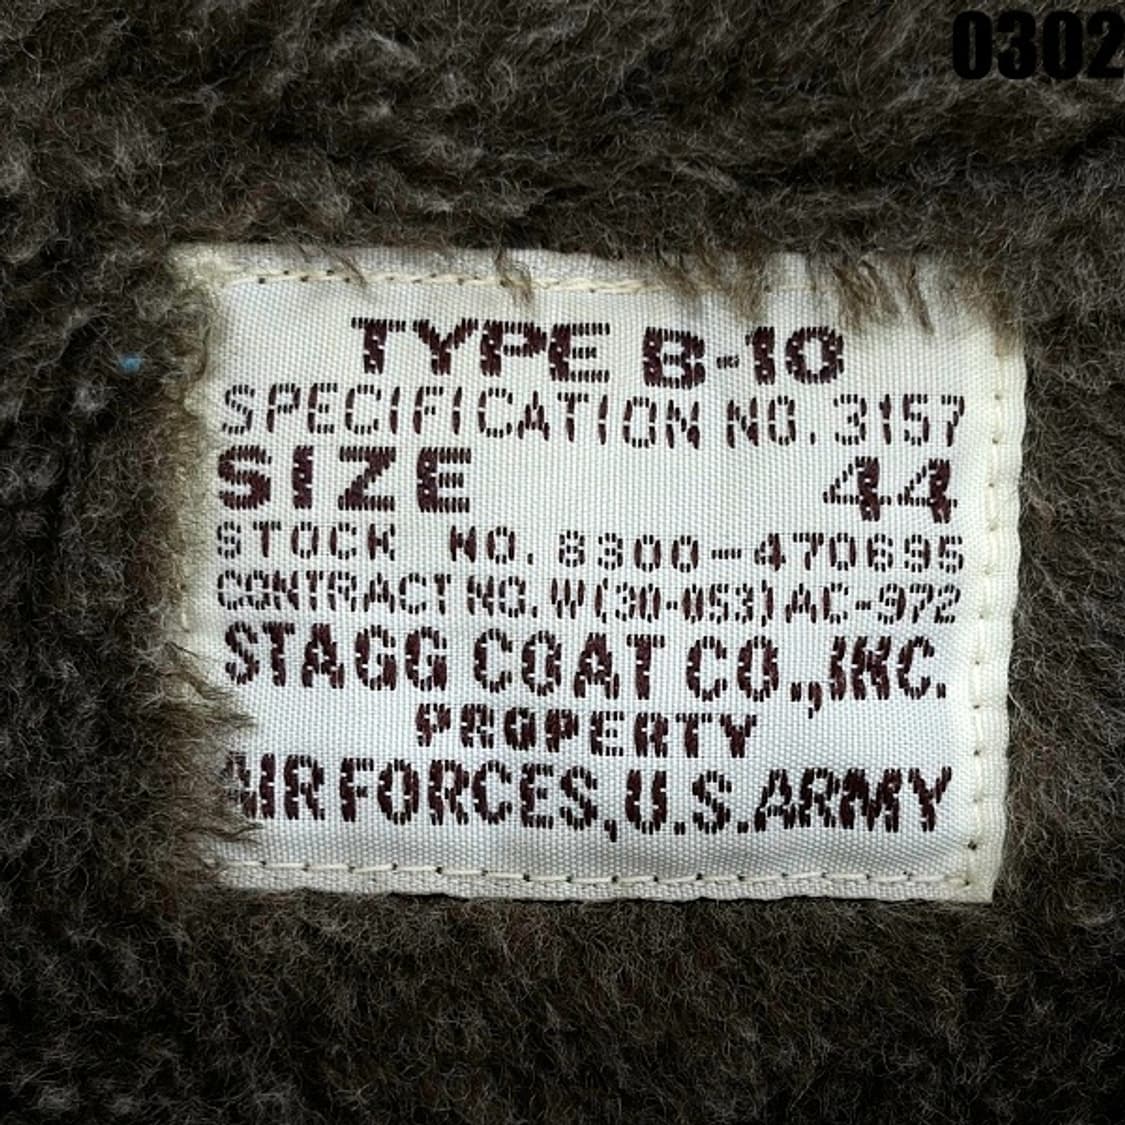 0302
TYPE B-10
SPECIFICATION NO. 3157
SIZE 44
STOCK NO. 8300-470695
CONTRACT NO. W(30-053)AC-972
STAGG COAT CO.,INC.
PROPERTY
AIR FORCES,U.S.ARMY